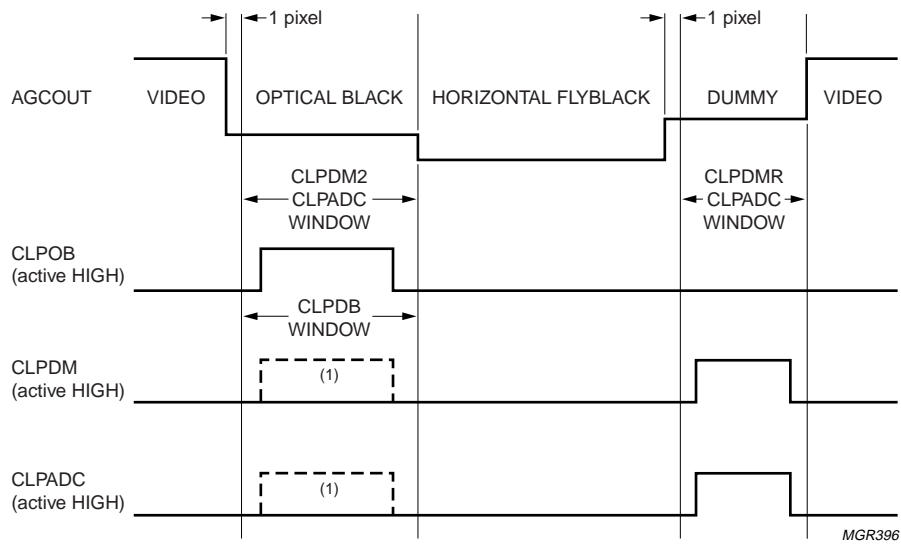 1 pixel
1 pixel
AGCOUT
VIDEO
OPTICAL BLACK
HORIZONTAL FLYBLACK
DUMMY
VIDEO
CLPDM2
CLPADC
WINDOW
CLPDMR
CLPADC
WINDOW
CLPOB
(active HIGH)
CLPDB
WINDOW
CLPDM
(active HIGH)
(1)
CLPADC
(active HIGH)
(1)
MGR396